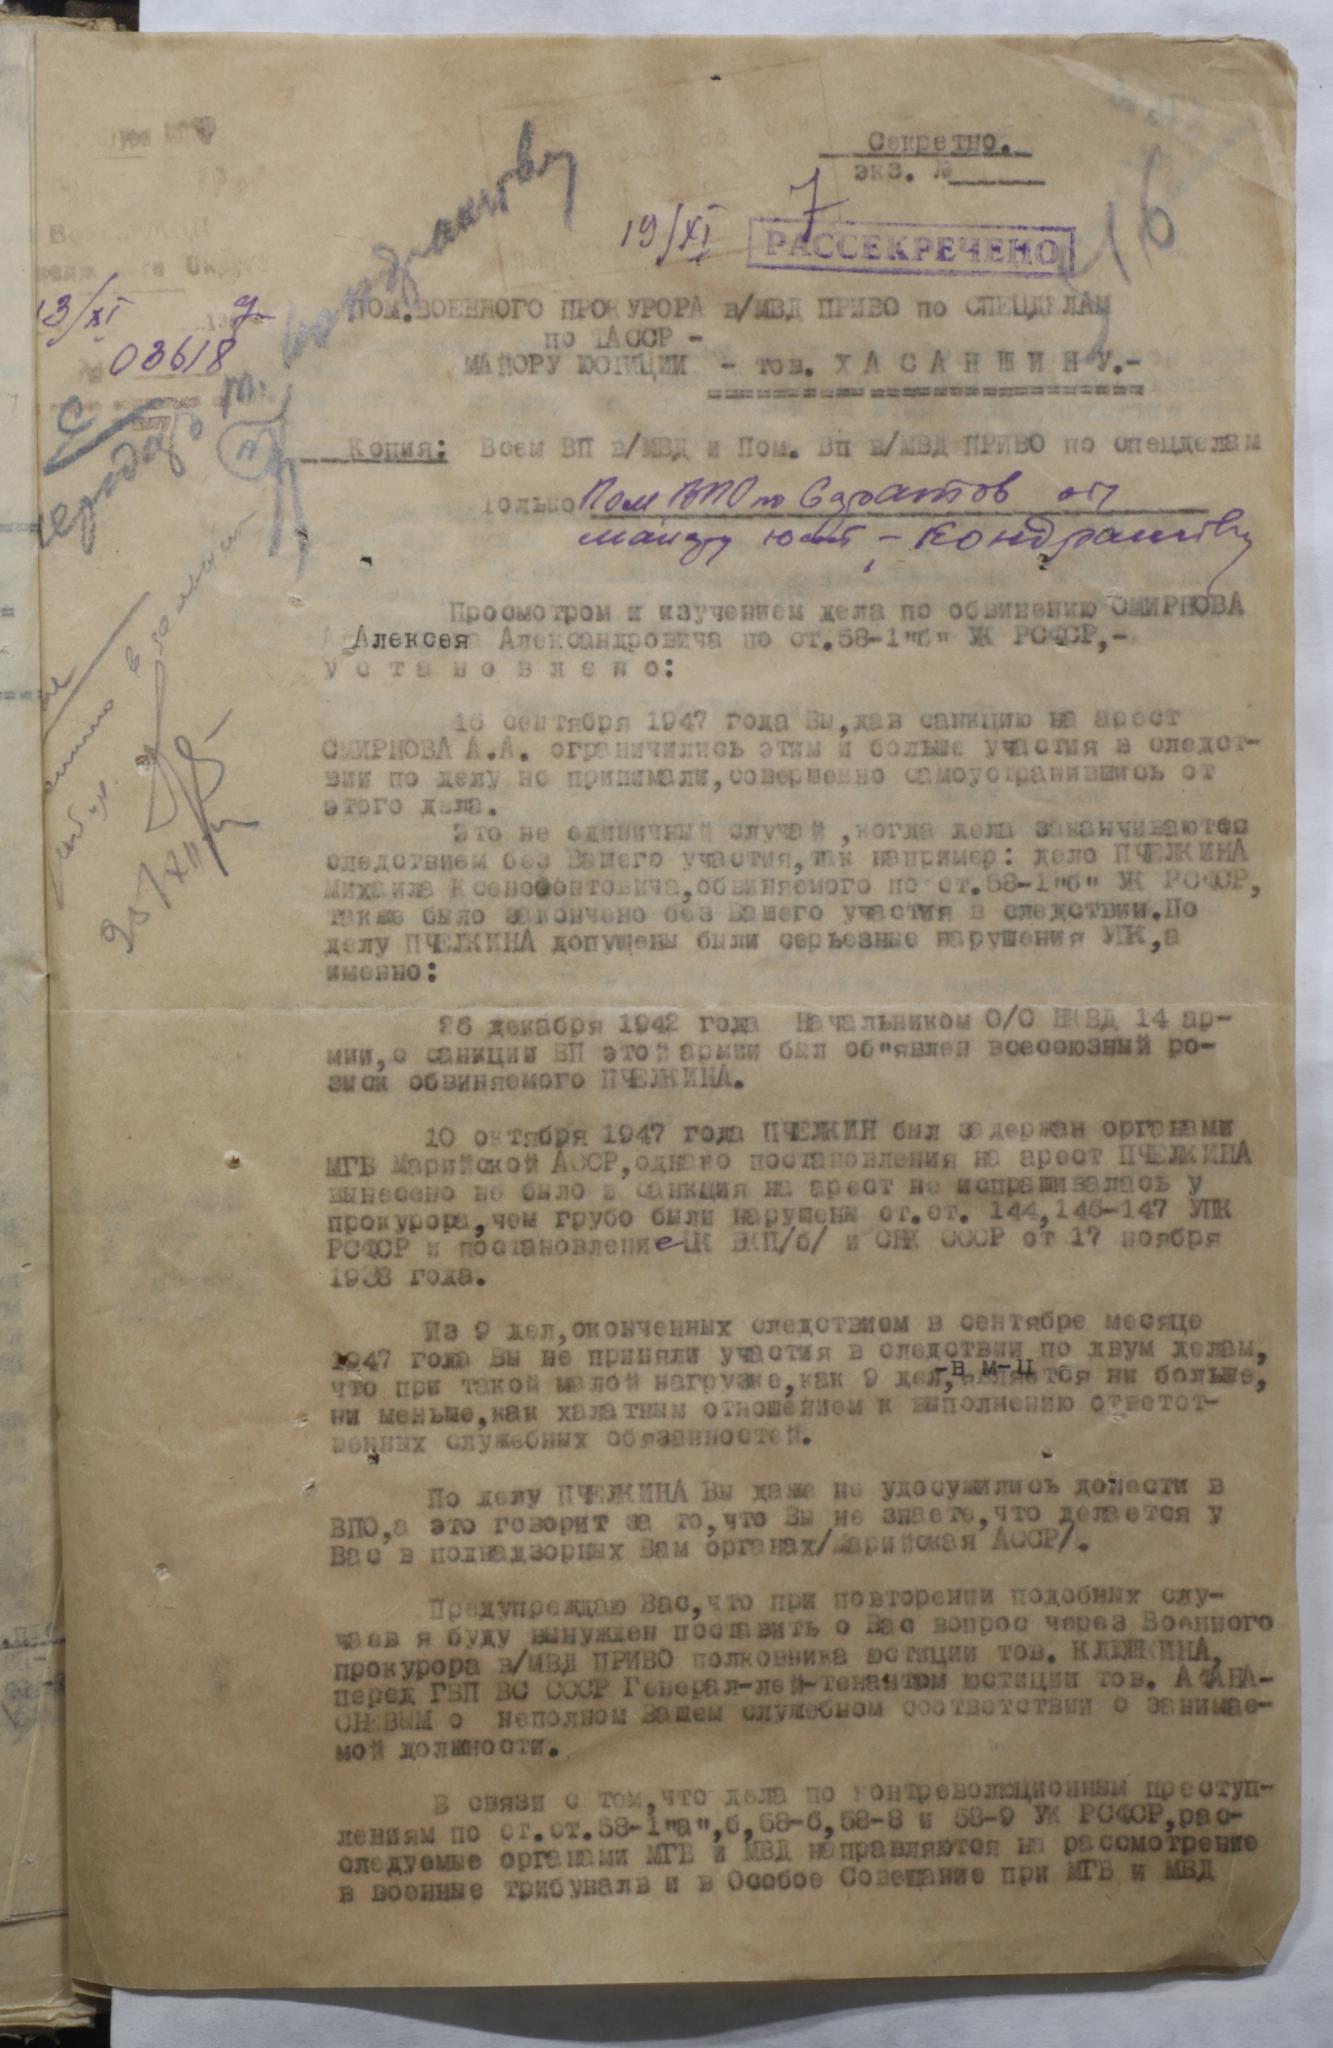 Секретно.
экз. №
19/XI
7
16
РАССЕКРЕЧЕНО
13/XI
03618
ПОМ.ВОЕННОГО ПРОКУРОРА в/МВД ПРИВО по СПЕЦДЕЛАМ
по ТАССР -
МАЙОРУ ЮСТИЦИИ - тов. Х А С А Н Ш И Н У.-
Копия: Всем ВП в/МВД и Пом. Вп в/МВД ПРИВО по спецделам
только Пом ВПО по Саратов
майору юст - Кондрашову
Просмотром и изучением дела по обвинению СМИРНОВА
Алексея Александровича по ст.58-1"б" УК РСФСР,-
у с т а н о в л е н о:
16 сентября 1947 года Вы,дав санкцию на арест
СМИРНОВА А.А. ограничились этим и больше участия в следст-
вии по делу не принимали,совершенно самоустранившись от
этого дела.
Это не единичный случай,когда дела заканчиваются
следствием без Вашего участия,так например: дело ПЧЕЛКИНА
Михаила Ксенофонтовича,обвиняемого по ст.58-1"б" УК РСФСР,
также было закончено без Вашего участия в следствии.По
делу ПЧЕЛКИНА допущены были серьезные нарушения УПК,а
именно:
26 декабря 1942 года Начальником О/О НКВД 14 ар-
мии,с санкции ВП этой армии был об"явлен всесоюзный ро-
зыск обвиняемого ПЧЕЛКИНА.
10 октября 1947 года ПЧЕЛКИН был задержан органами
МГБ Марийской АССР,однако постановления на арест ПЧЕЛКИНА
вынесено не было и санкция на арест не испрашивалась у
прокурора,чем грубо были нарушены ст.ст. 144,145-147 УПК
РСФСР и постановление ЦК ВКП/б/ и СНК СССР от 17 ноября
1938 года.
Из 9 дел,оконченных следствием в сентябре месяце
1947 года Вы не приняли участия в следствии по двум делам,
-в м-ц
что при такой малой нагрузке,как 9 дел,является ни больше,
ни меньше,как халатным отношением к выполнению ответст-
венных служебных обязанностей.
По делу ПЧЕЛКИНА Вы даже не удосужились донести в
ВПО,а это говорит за то,что Вы не знаете,что делается у
Вас в поднадзорных Вам органах/Марийская АССР/.
Предупреждаю Вас,что при повторении подобных слу-
чаев я буду вынужден поставить о Вас вопрос через Военного
прокурора в/МВД ПРИВО полковника юстиции тов. КЛЮЖКИНА,
перед ГВП ВС СССР Генерал-лей-тенантом юстиции тов. АФАНА-
СЬЕВЫМ о неполном Вашем служебном соответствии с занимае-
мой должности.
В связи с тем,что дела по контреволюционным преступ-
лениям по ст.ст.58-1"а",б,58-6,58-8 и 58-9 УК РСФСР,рас-
следуемые органами МГБ и МВД направляются на рассмотрение
в военные трибуналв и в Особое Совещание при МГБ и МВД